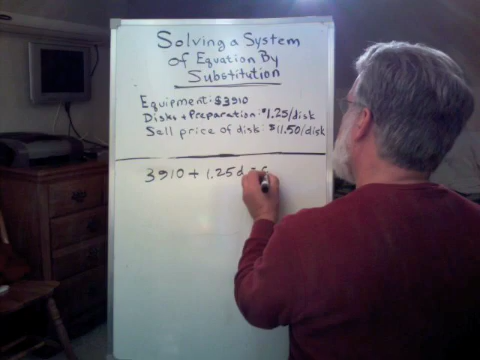 Solving a System
of Equation By
Substitution
Equipment: $3910
Disks + Preparation: $1.25/disk
Sell price of disk: $11.50/disk
3910 + 1.25d =